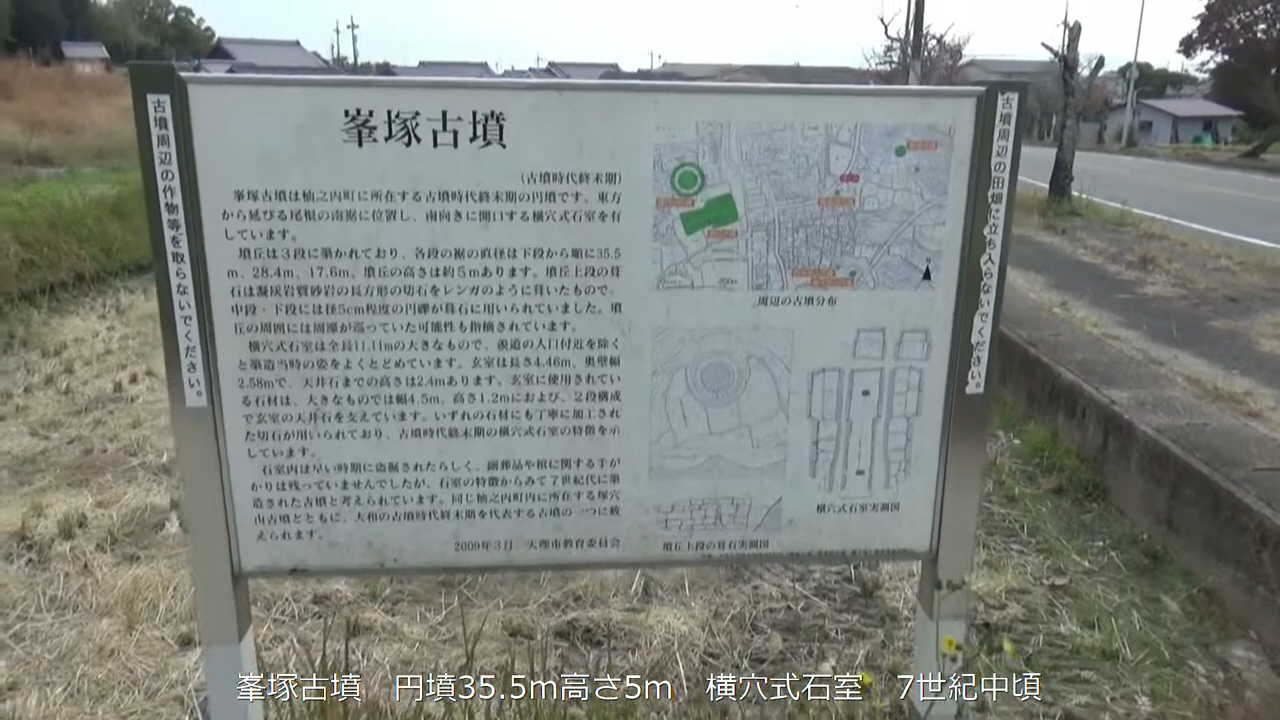 古墳周辺の作物等を取らないでください。
峯塚古墳
(古墳時代終末期)
峯塚古墳は杣之内町に所在する古墳時代終末期の円墳です。東方
から延びる尾根の南裾に位置し、南向きに開口する横穴式石室を有
しています。
墳丘は3段に築かれており、各段の裾の直径は下段から順に35.5
m、28.4m、17.6m、墳丘の高さは約5mあります。墳丘上段の葺
石は凝灰岩質砂岩の長方形の切石をレンガのように葺いたもので、
中段・下段には径5cm程度の円礫が葺石に用いられていました。墳
丘の周囲には周濠が巡っていた可能性も指摘されています。
横穴式石室は全長11.11mの大きなもので、羨道の入口付近を除く
と築造当時の姿をよくとどめています。玄室は長さ4.46m、奥壁幅
2.58mで、天井石までの高さは2.4mあります。玄室に使用されてい
る石材は、大きなものでは幅4.5m、高さ1.2mにおよび、2段構成
で玄室の天井石を支えています。いずれの石材にも丁寧に加工され
た切石が用いられており、古墳時代終末期の横穴式石室の特徴を示
しています。
石室内は早い時期に盗掘されたらしく、副葬品や棺に関する手が
かりは残っていませんでしたが、石室の特徴からみて7世紀代に築
造された古墳と考えられています。同じ杣之内町内に所在する塚穴
山古墳とともに、大和の古墳時代終末期を代表する古墳の一つに数
えられます。
2009年3月 天理市教育委員会
周辺の古墳分布
横穴式石室実測図
墳丘上段の葺石実測図
古墳周辺の田畑に立ち入らないでください。
峯塚古墳 円墳35.5m高さ5m 横穴式石室 7世紀中頃